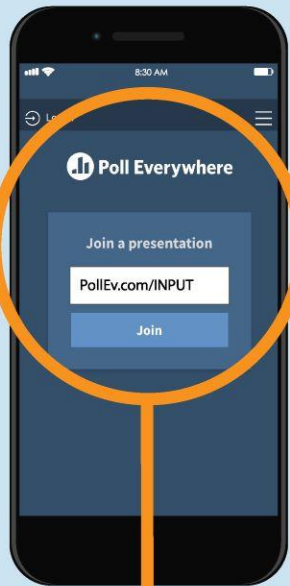 8:30 AM
Poll Everywhere
Join a presentation
PollEv.com/INPUT
Join